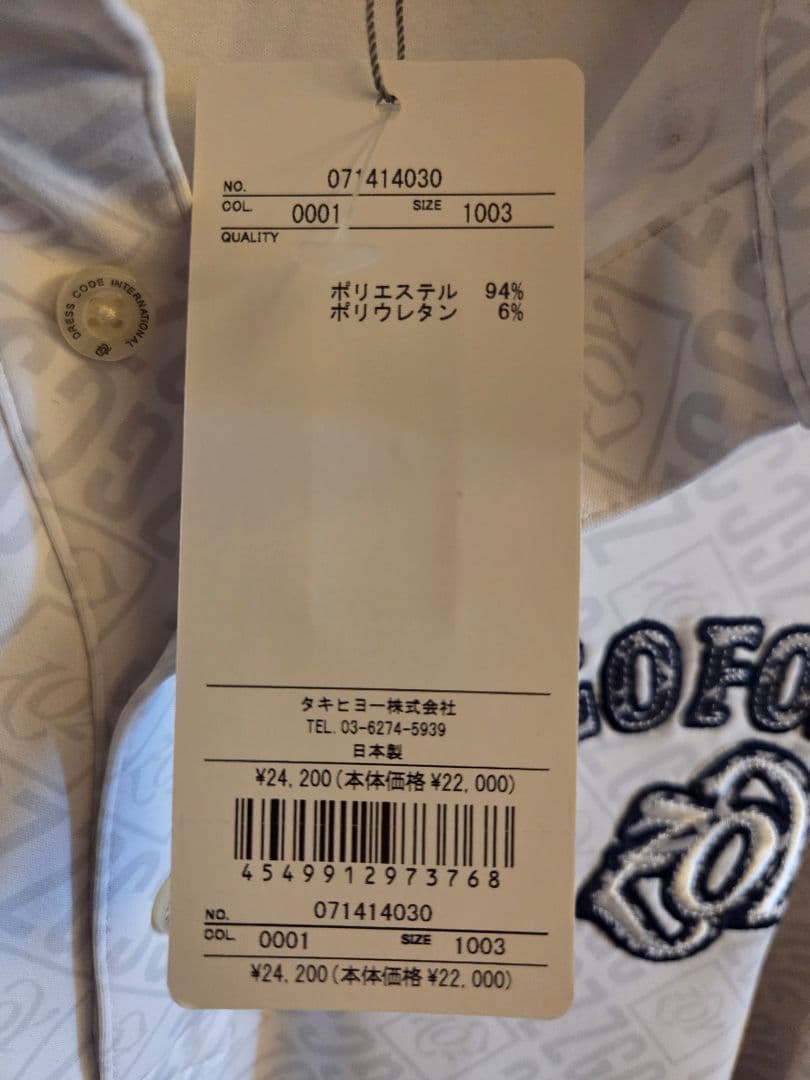 NO. 071414030
COL. 0001 SIZE 1003
QUALITY
ポリエステル 94%
ポリウレタン 6%
DRESS CODE INTERNATIONAL
タキヒヨー株式会社
TEL. 03-6274-5939
日本製
¥24,200(本体価格¥22,000)
4549912973768
NO. 071414030
COL. 0001 SIZE 1003
¥24,200(本体価格¥22,000)